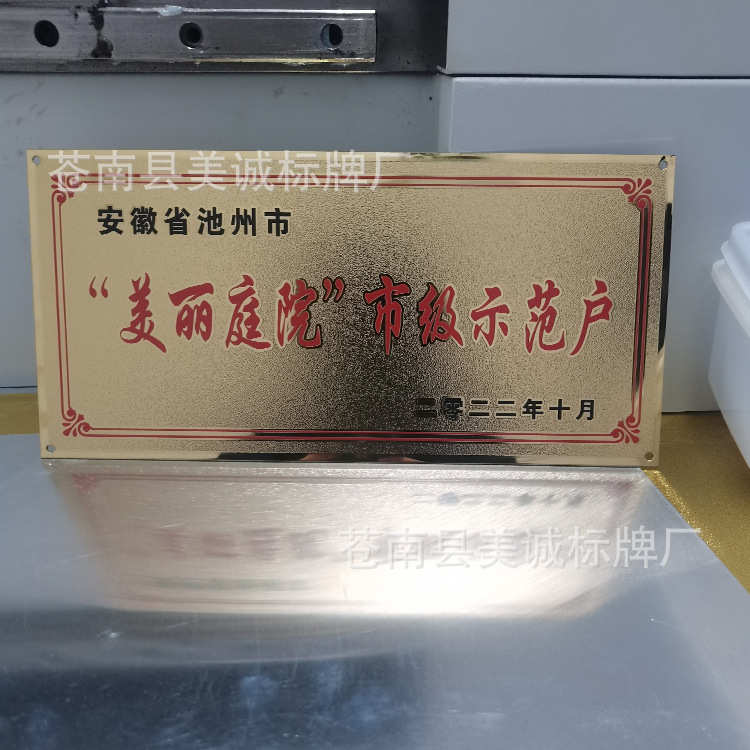 苍南县美诚标牌厂
安徽省池州市
“美丽庭院”市级示范户
二零二二年十月
苍南县美诚标牌厂